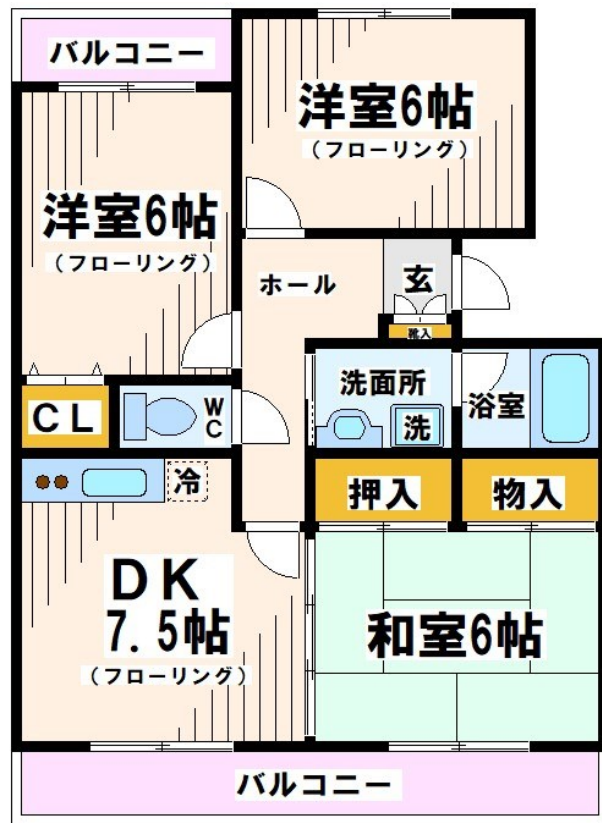 バルコニー
洋室6帖
(フローリング)
洋室6帖
(フローリング)
ホール
玄
靴入
洗面所
浴室
CL
WC
洗
冷
押入
物入
DK
7.5帖
(フローリング)
和室6帖
バルコニー